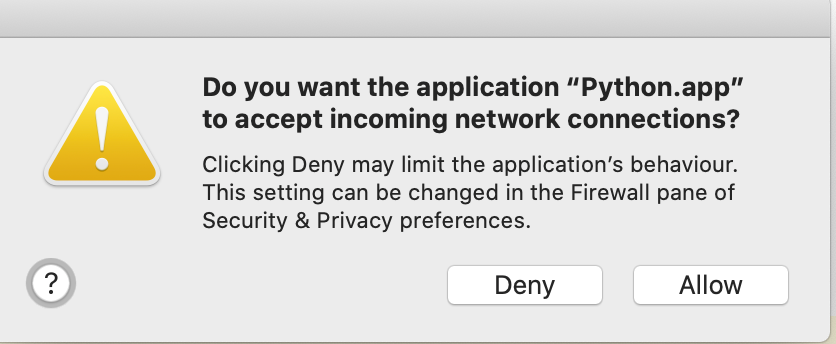 Do you want the application “Python.app”
to accept incoming network connections?
Clicking Deny may limit the application’s behaviour.
This setting can be changed in the Firewall pane of
Security & Privacy preferences.
?
Deny
Allow